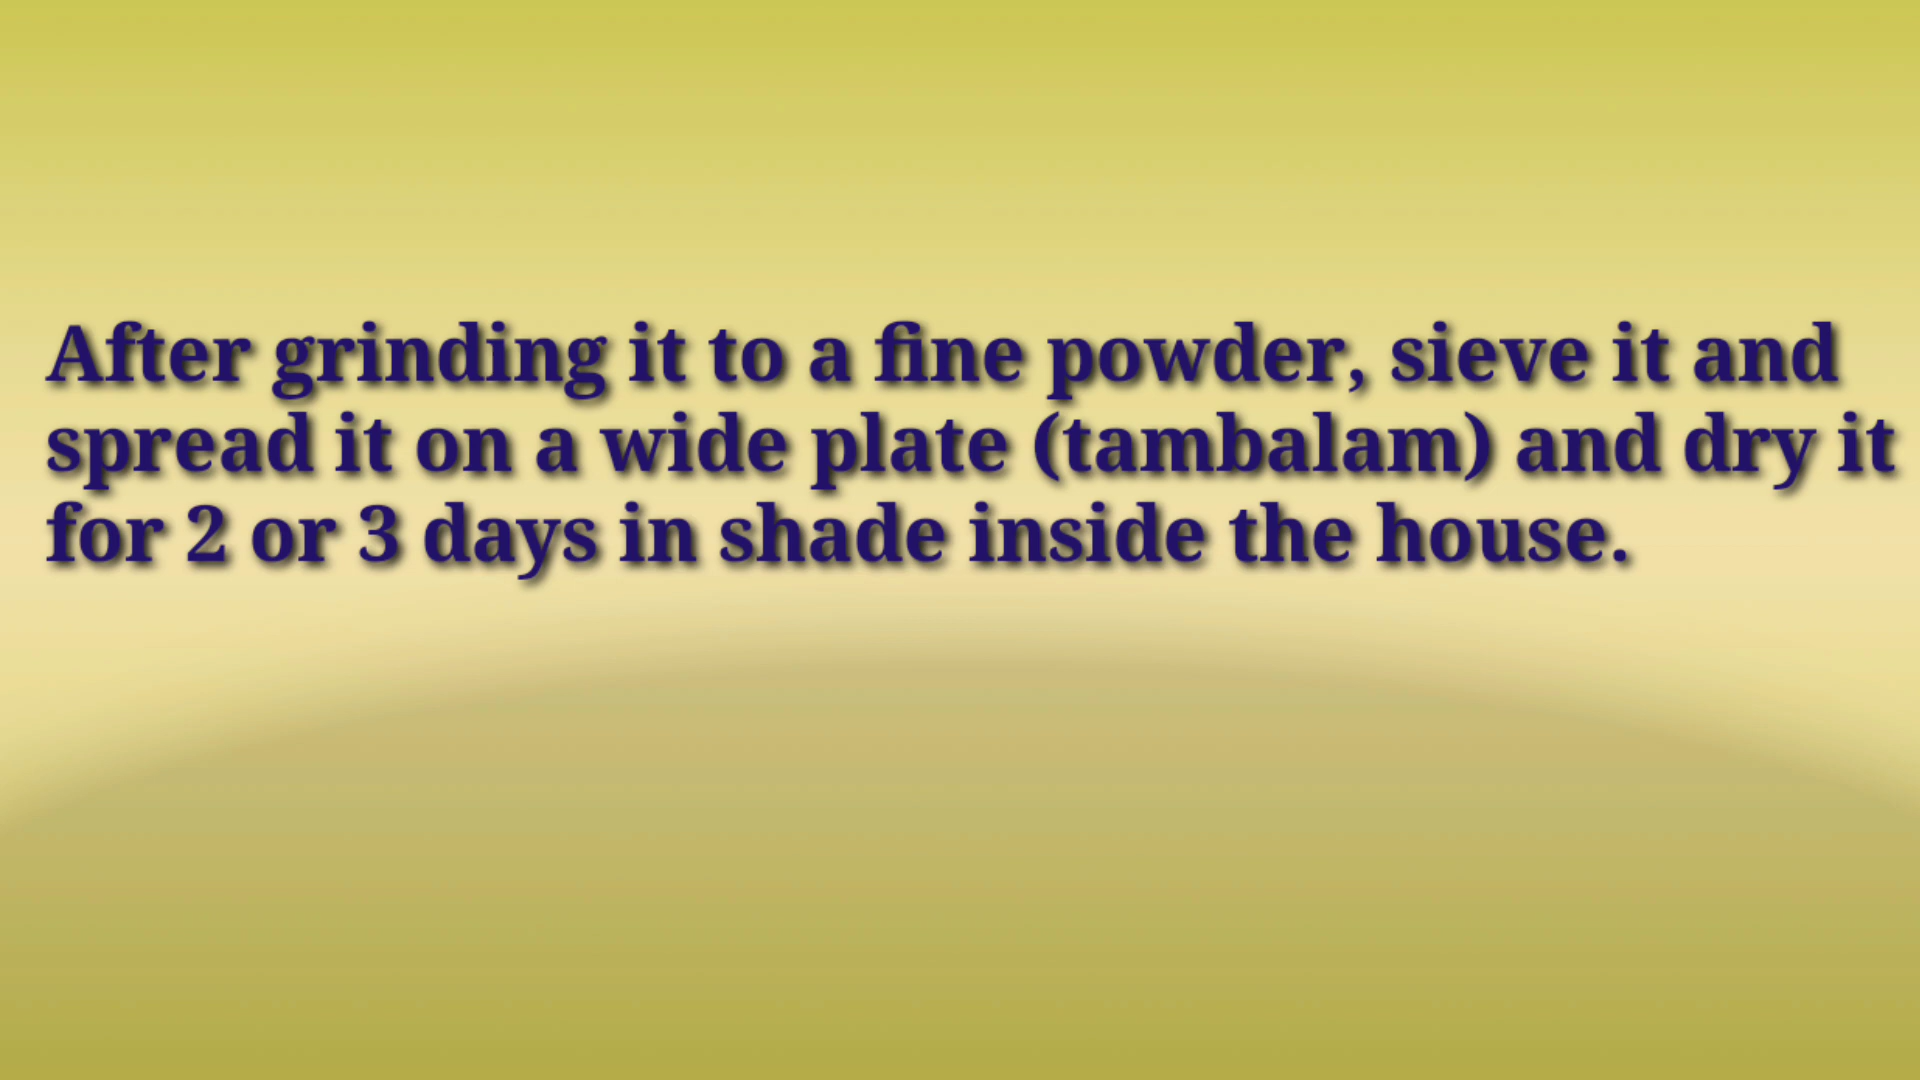 After grinding it to a fine powder, sieve it and
spread it on a wide plate (tambalam) and dry it
for 2 or 3 days in shade inside the house.